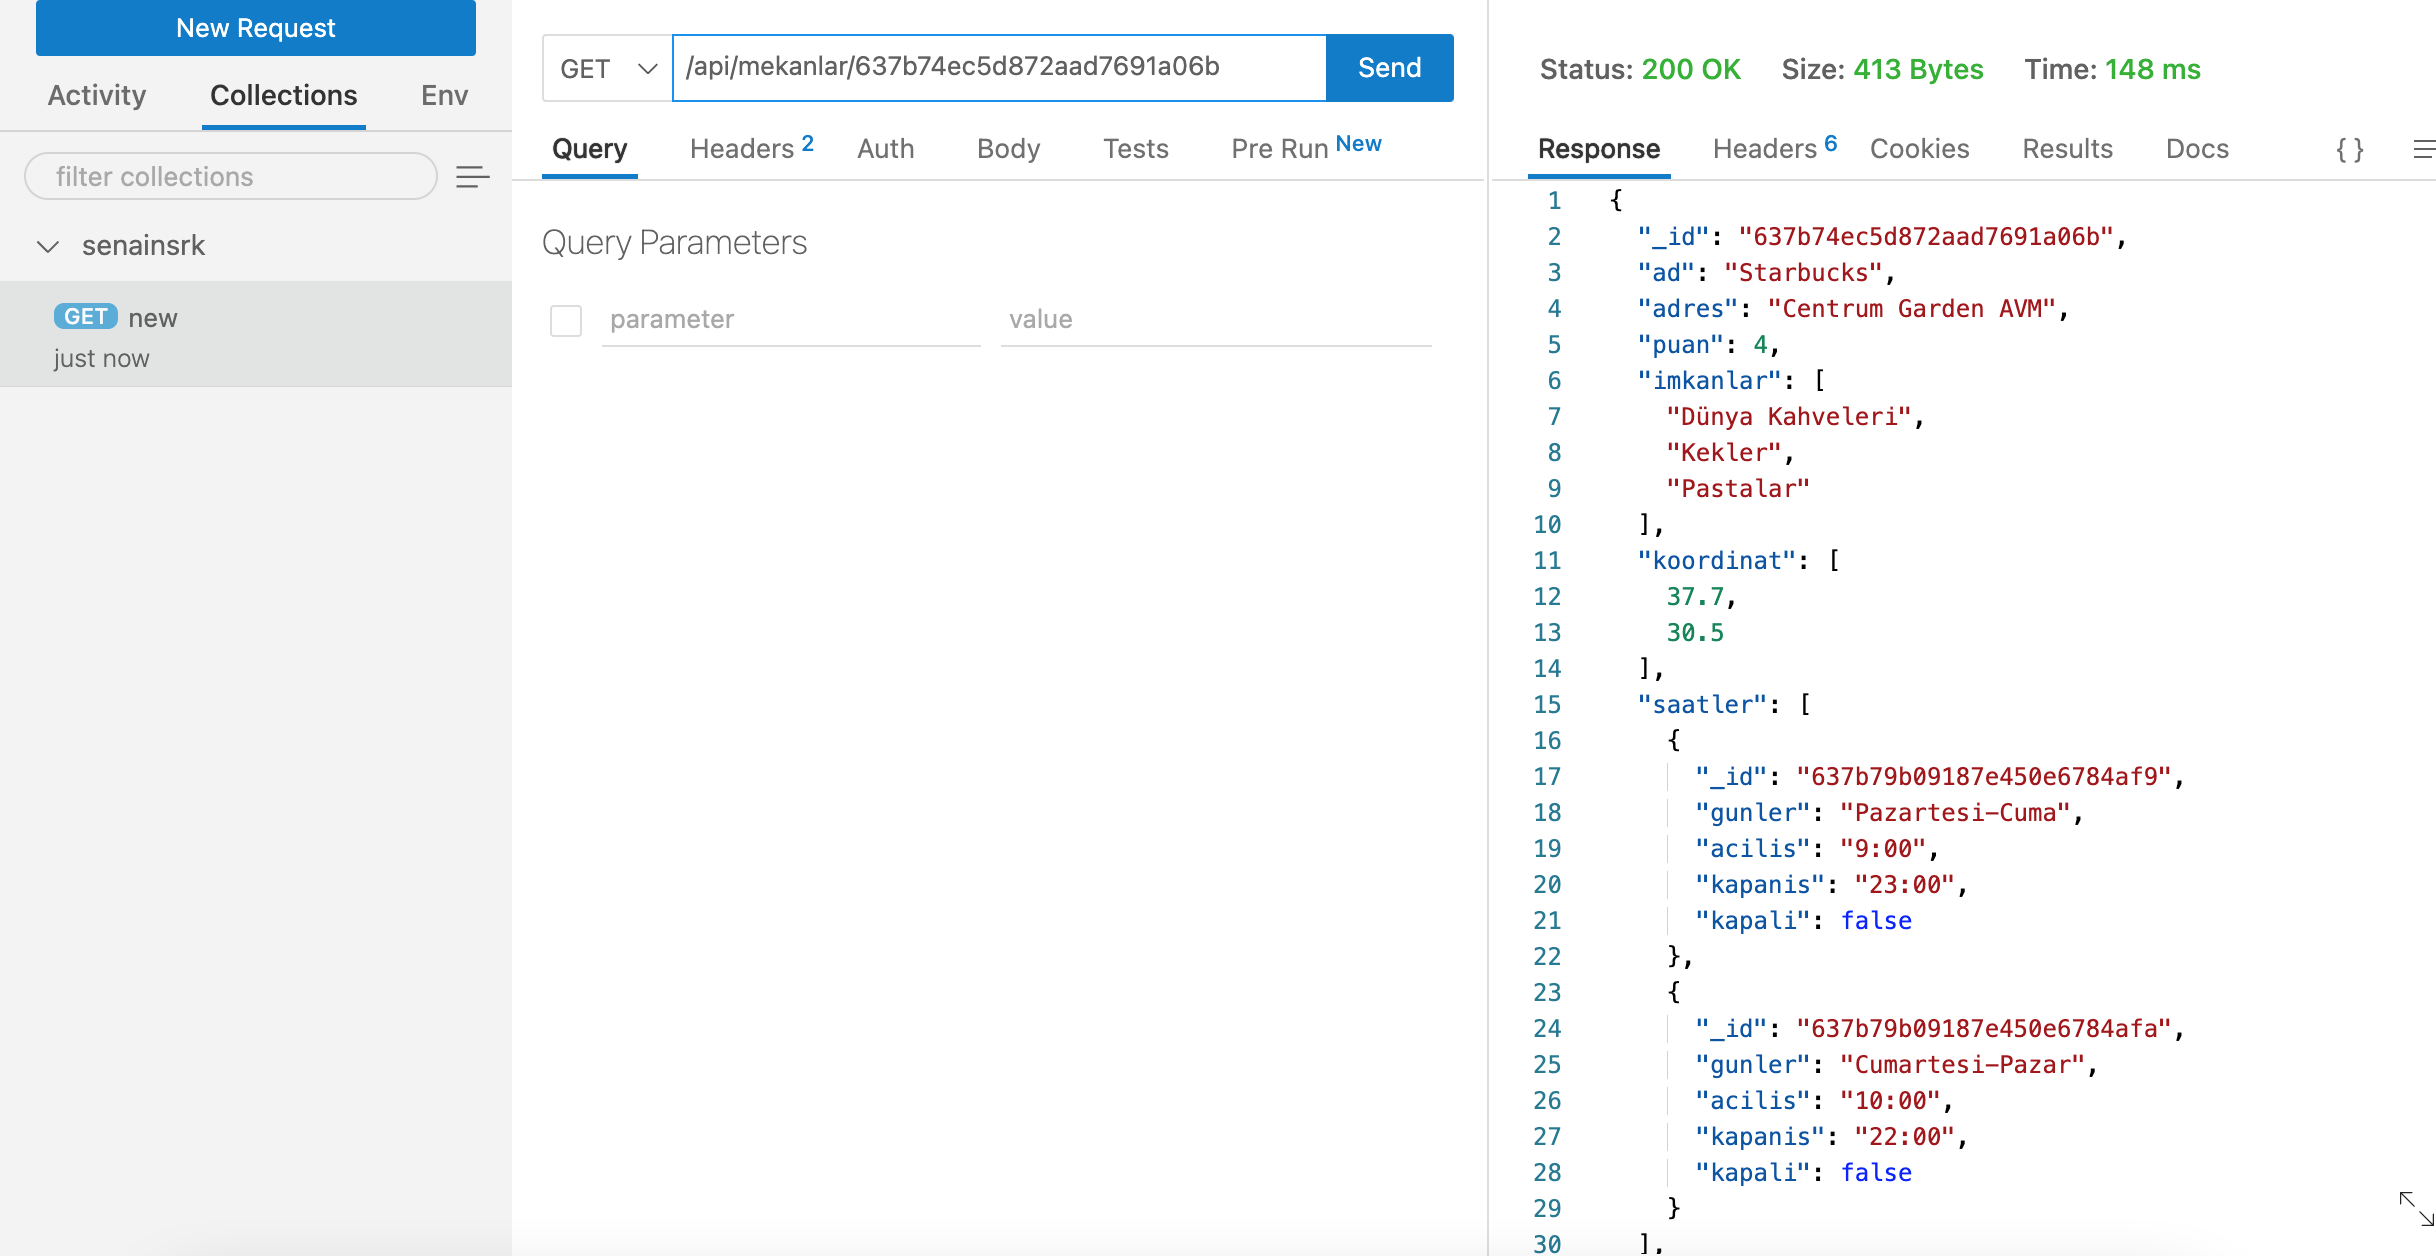 New Request
Activity Collections Env
filter collections
senainsrk
GET new
just now
GET /api/mekanlar/637b74ec5d872aad7691a06b Send
Query Headers 2 Auth Body Tests Pre Run New
Query Parameters
parameter value
Status: 200 OK Size: 413 Bytes Time: 148 ms
Response Headers 6 Cookies Results Docs {}
1 {
2 "_id": "637b74ec5d872aad7691a06b",
3 "ad": "Starbucks",
4 "adres": "Centrum Garden AVM",
5 "puan": 4,
6 "imkanlar": [
7 "Dünya Kahveleri",
8 "Kekler",
9 "Pastalar"
10 ],
11 "koordinat": [
12 37.7,
13 30.5
14 ],
15 "saatler": [
16 {
17 "_id": "637b79b09187e450e6784af9",
18 "gunler": "Pazartesi-Cuma",
19 "acilis": "9:00",
20 "kapanis": "23:00",
21 "kapali": false
22 },
23 {
24 "_id": "637b79b09187e450e6784afa",
25 "gunler": "Cumartesi-Pazar",
26 "acilis": "10:00",
27 "kapanis": "22:00",
28 "kapali": false
29 }
30 ],